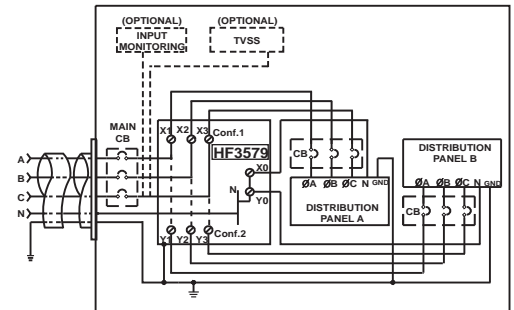 (OPTIONAL) (OPTIONAL)
INPUT MONITORING TVSS
MAIN CB
X1 X2 X3 Conf.1
HF3579
X0
N
Y0
Y1 Y2 Y3 Conf.2
A
B
C
N
CB
ØA ØB ØC N GND
DISTRIBUTION PANEL A
DISTRIBUTION PANEL B
ØA ØB ØC N GND
CB